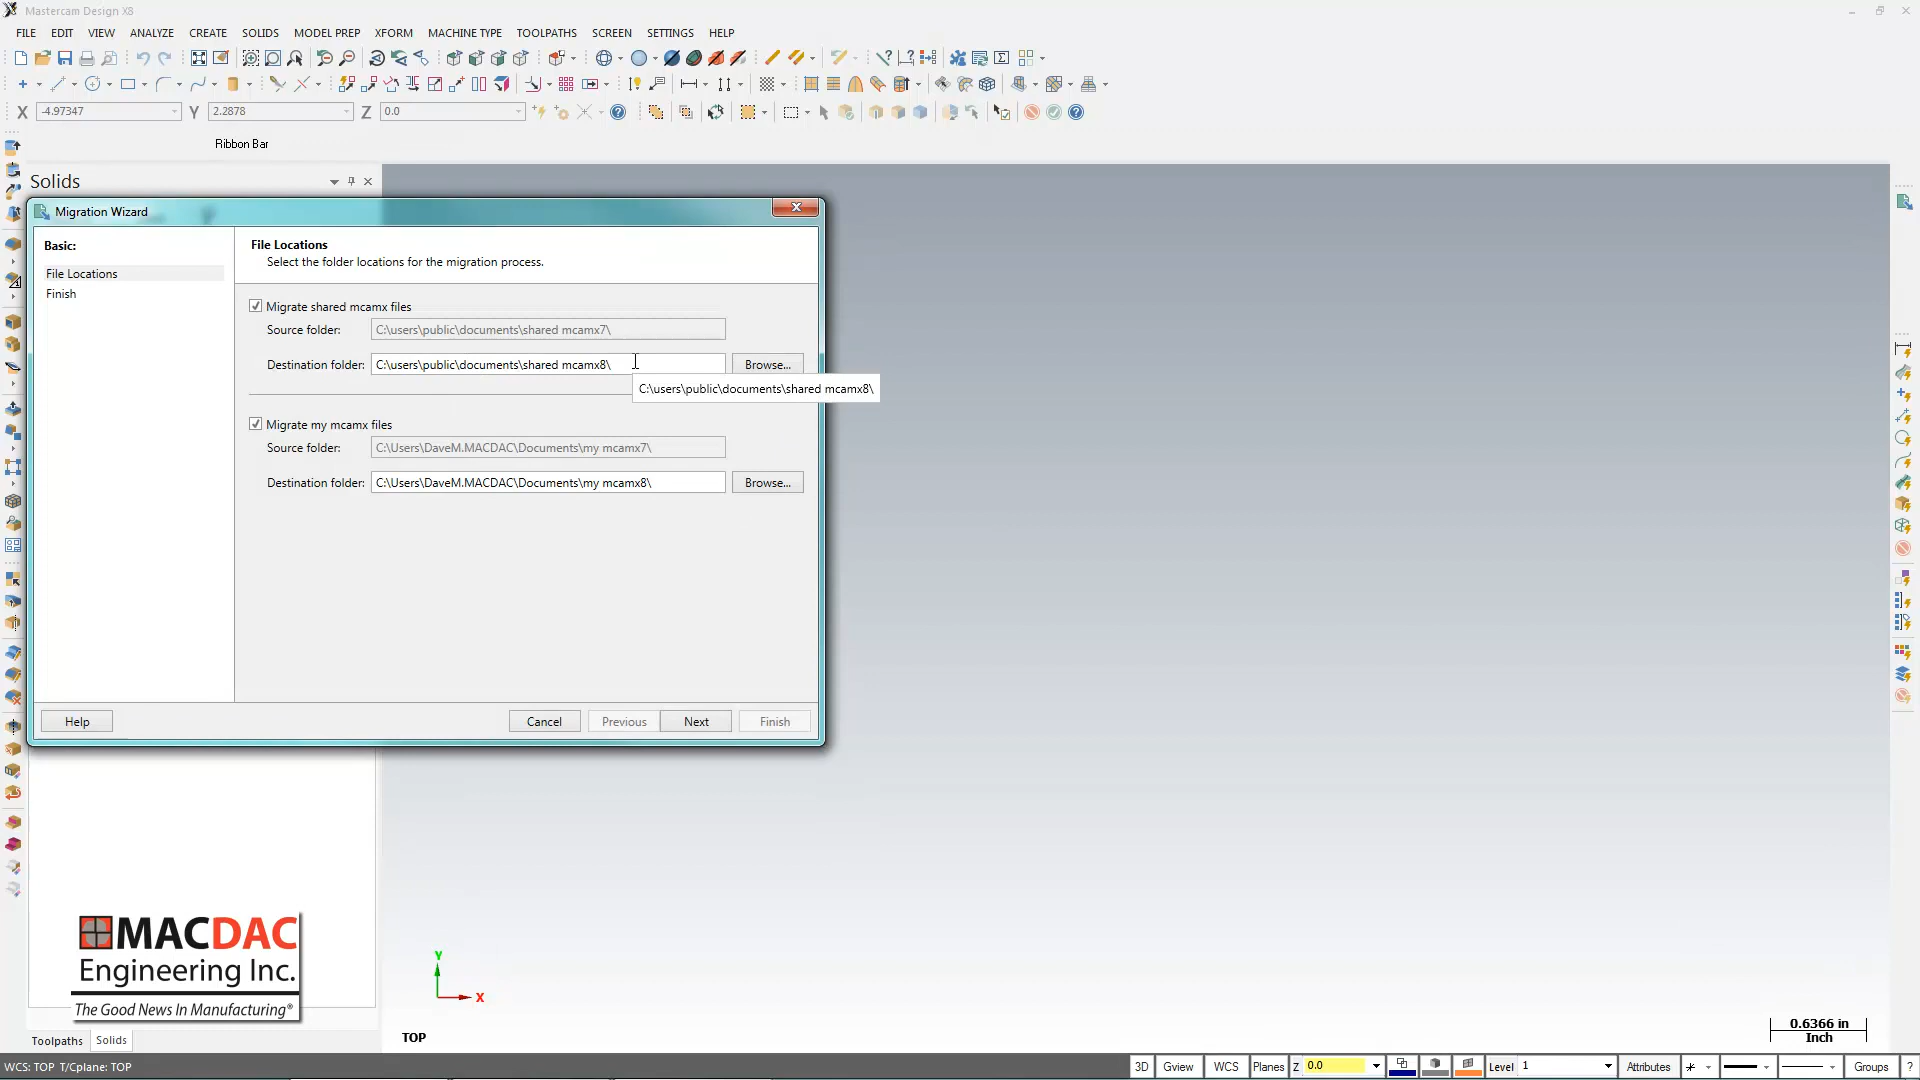 Mastercam Design X8
FILE EDIT VIEW ANALYZE CREATE SOLIDS MODEL PREP XFORM MACHINE TYPE TOOLPATHS SCREEN SETTINGS HELP
X -4.97347 Y 2.2878 Z 0.0
Ribbon Bar
Solids
Migration Wizard
Basic:
File Locations
Finish
File Locations
Select the folder locations for the migration process.
Migrate shared mcamx files
Source folder: C:\users\public\documents\shared mcamx7\
Destination folder: C:\users\public\documents\shared mcamx8\ Browse...
C:\users\public\documents\shared mcamx8\
Migrate my mcamx files
Source folder: C:\Users\DaveM.MACDAC\Documents\my mcamx7\
Destination folder: C:\Users\DaveM.MACDAC\Documents\my mcamx8\ Browse...
Help Cancel Previous Next Finish
MACDAC
Engineering Inc.
The Good News In Manufacturing®
Y
X
TOP
0.6366 in
Inch
Toolpaths Solids
WCS: TOP T/Cplane: TOP
3D Gview WCS Planes Z 0.0 Level 1 Attributes Groups ?